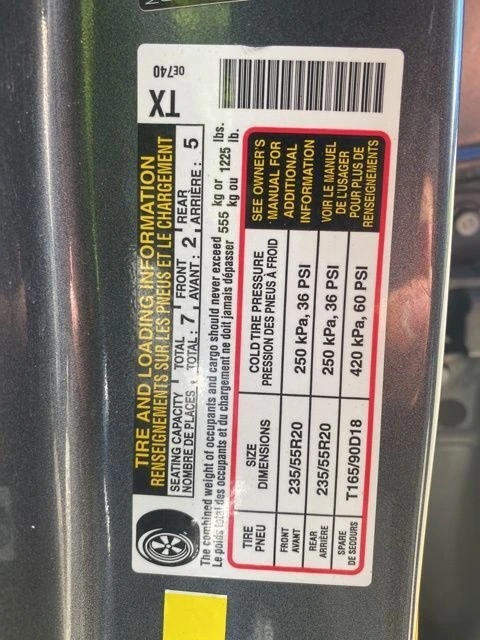 TIRE AND LOADING INFORMATION
RENSEIGNEMENTS SUR LES PNEUS ET LE CHARGEMENT
TX
0E740
SEATING CAPACITY TOTAL 7 FRONT 2 REAR 5
NOMBRE DE PLACES TOTAL: AVANT: ARRIÈRE:
The combined weight of occupants and cargo should never exceed 555 kg or 1225 lbs.
Le poids total des occupants et du chargement ne doit jamais dépasser kg ou lb.
TIRE SIZE COLD TIRE PRESSURE
PNEU DIMENSIONS PRESSION DES PNEUS À FROID
FRONT
AVANT 235/55R20 250 kPa, 36 PSI
REAR
ARRIÈRE 235/55R20 250 kPa, 36 PSI
SPARE
DE SECOURS T165/90D18 420 kPa, 60 PSI
SEE OWNER'S
MANUAL FOR
ADDITIONAL
INFORMATION
VOIR LE MANUEL
DE L'USAGER
POUR PLUS DE
RENSEIGNEMENTS